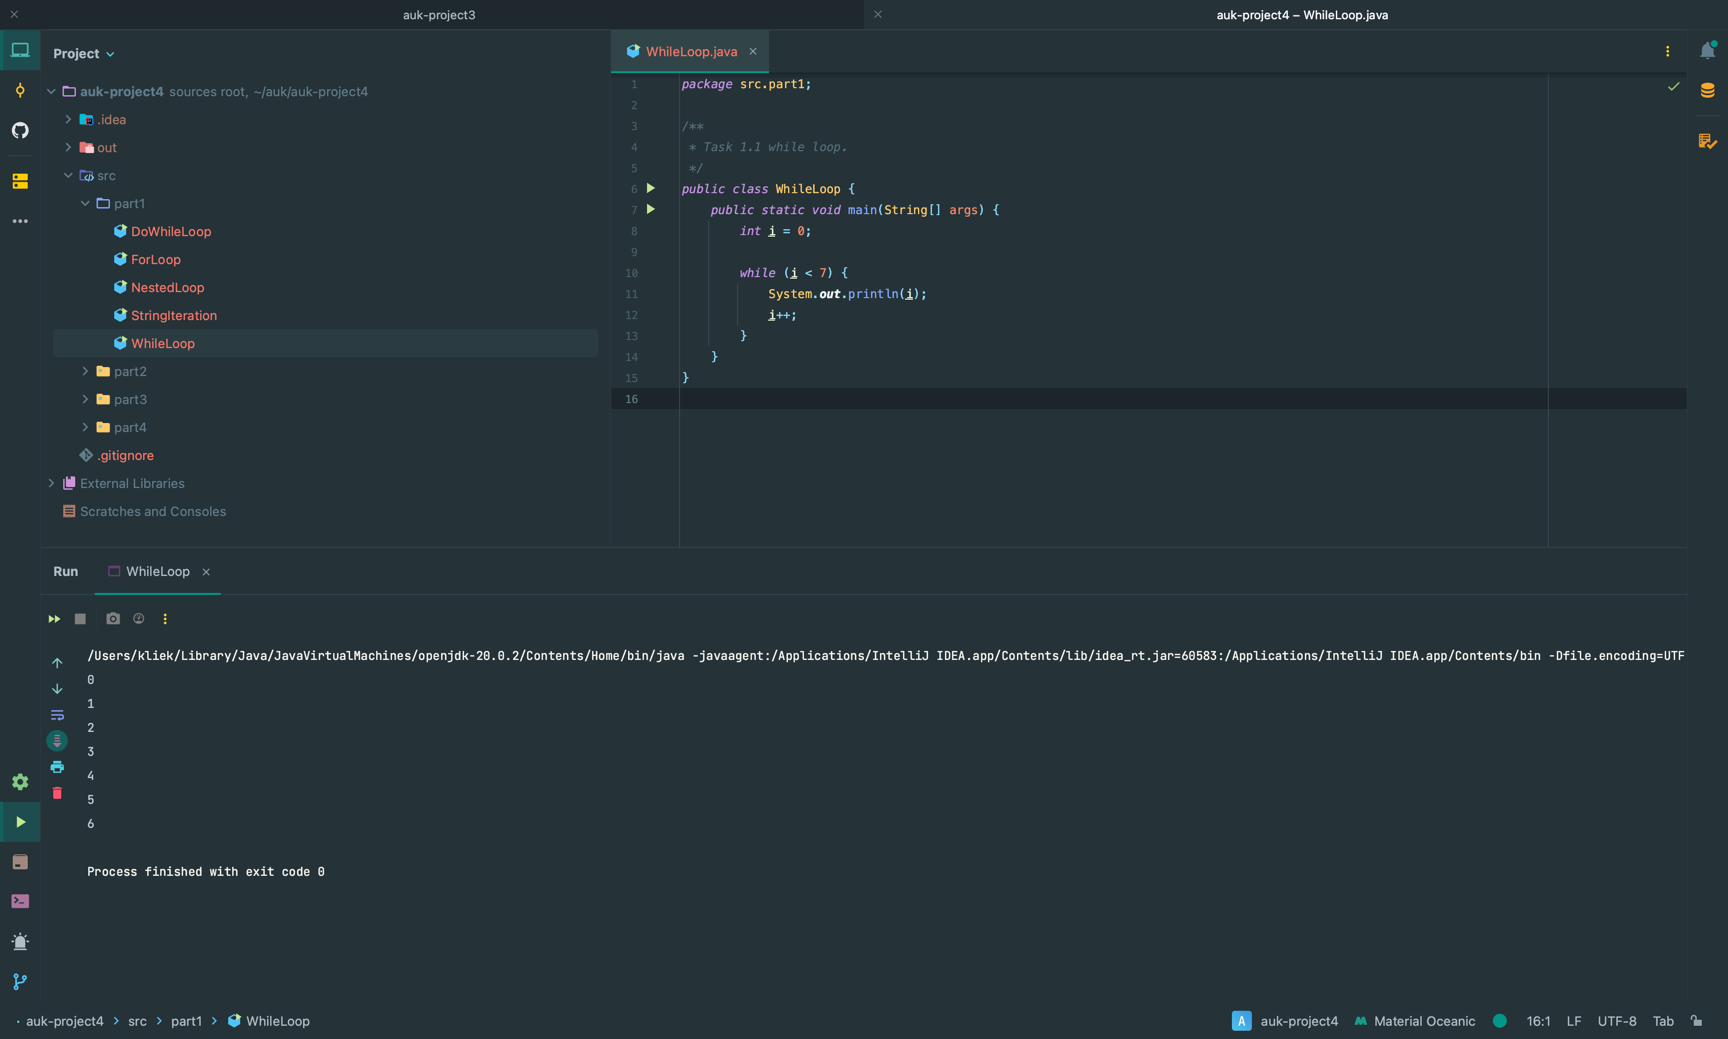 auk-project3
auk-project4 – WhileLoop.java
Project
auk-project4 sources root, ~/auk/auk-project4
.idea
out
src
part1
DoWhileLoop
ForLoop
NestedLoop
StringIteration
WhileLoop
part2
part3
part4
.gitignore
External Libraries
Scratches and Consoles
WhileLoop.java
1 package src.part1;
2
3 /**
4 * Task 1.1 while loop.
5 */
6 public class WhileLoop {
7 public static void main(String[] args) {
8 int i = 0;
9
10 while (i < 7) {
11 System.out.println(i);
12 i++;
13 }
14 }
15 }
16
Run WhileLoop
/Users/kliek/Library/Java/JavaVirtualMachines/openjdk-20.0.2/Contents/Home/bin/java -javaagent:/Applications/IntelliJ IDEA.app/Contents/lib/idea_rt.jar=60583:/Applications/IntelliJ IDEA.app/Contents/bin -Dfile.encoding=UTF
0
1
2
3
4
5
6
Process finished with exit code 0
auk-project4 > src > part1 > WhileLoop
A auk-project4 Material Oceanic 16:1 LF UTF-8 Tab